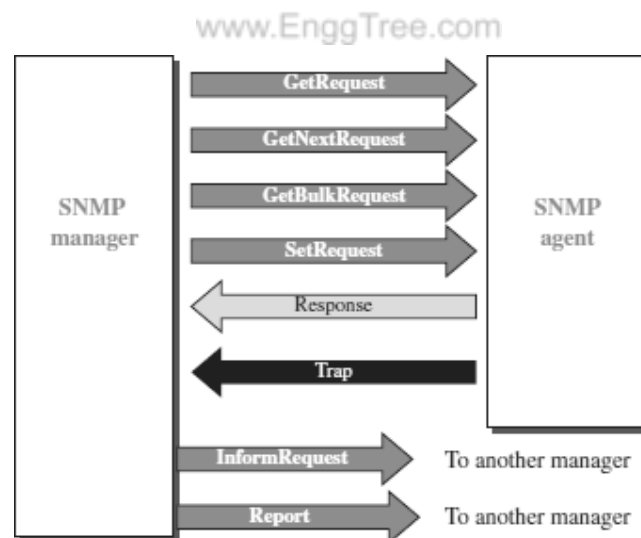 www.EnggTree.com
GetRequest
GetNextRequest
GetBulkRequest
SNMP
manager
SNMP
agent
SetRequest
Response
Trap
InformRequest
To another manager
Report
To another manager